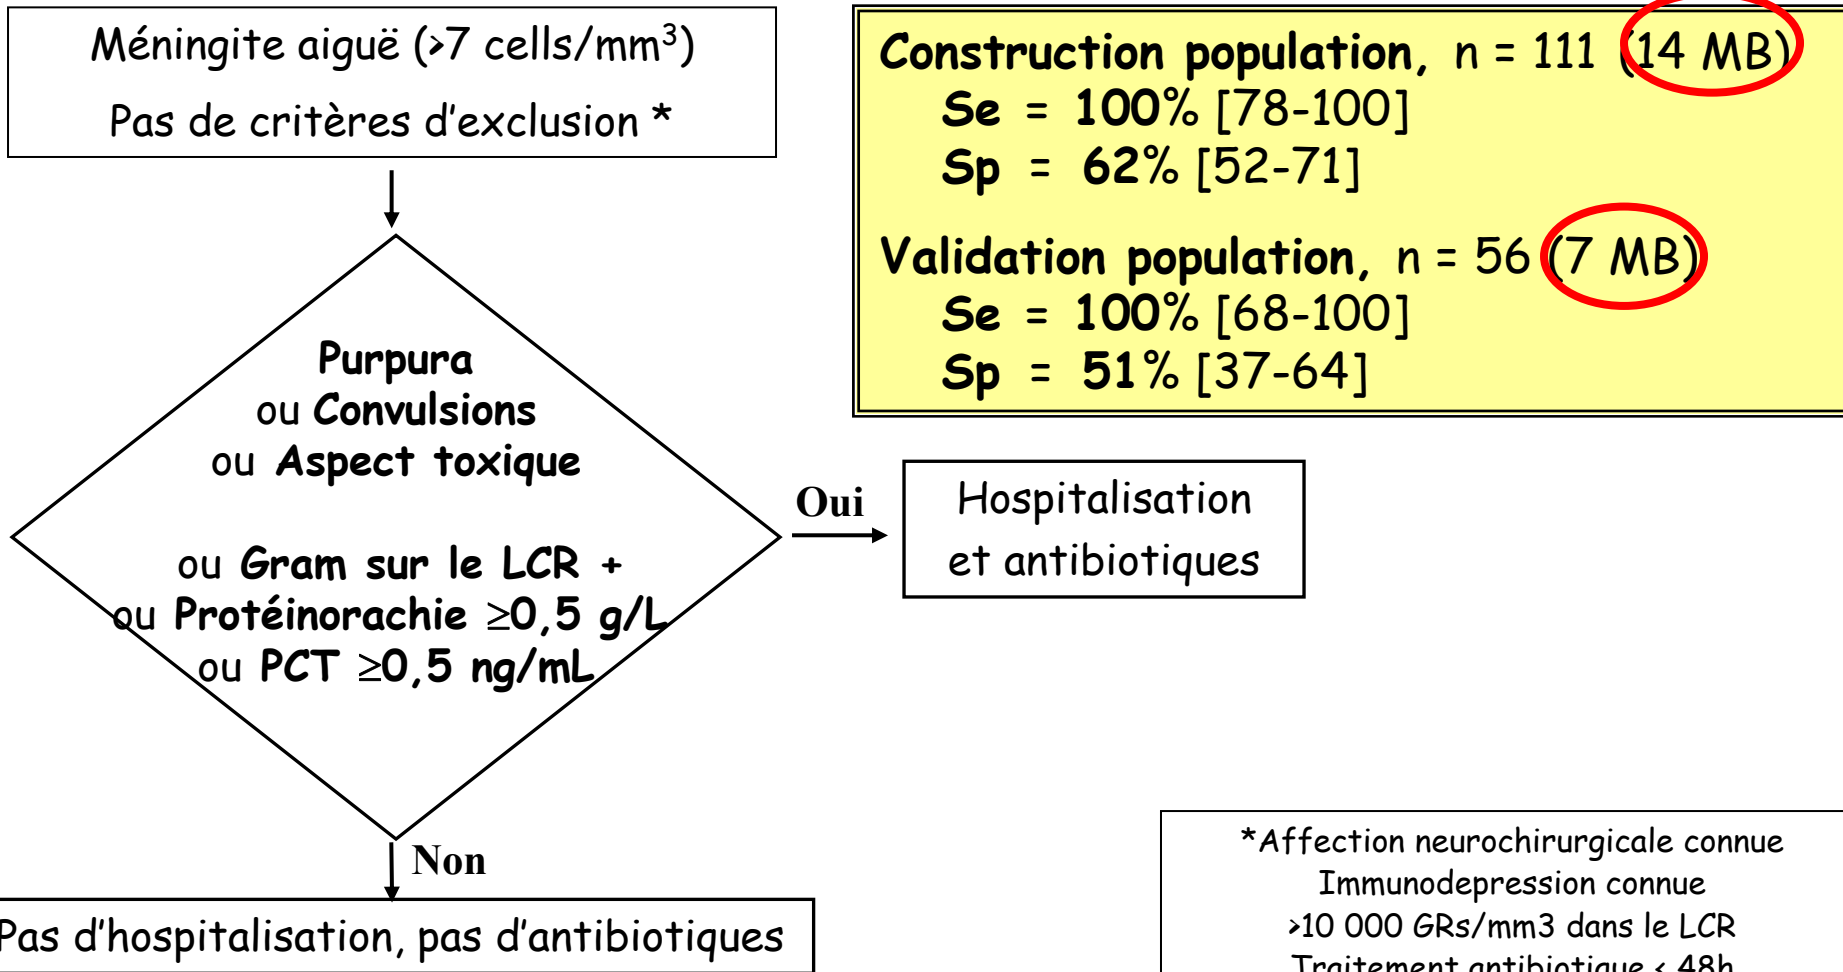 Méningite aiguë (>7 cells/mm³)
Pas de critères d'exclusion *
Construction population, n = 111 (14 MB)
Se = 100% [78-100]
Sp = 62% [52-71]
Validation population, n = 56 (7 MB)
Se = 100% [68-100]
Sp = 51% [37-64]
Purpura
ou Convulsions
ou Aspect toxique
ou Gram sur le LCR +
ou Protéinorachie ≥0,5 g/L
ou PCT ≥0,5 ng/mL
Oui
Hospitalisation
et antibiotiques
Non
Pas d'hospitalisation, pas d'antibiotiques
*Affection neurochirurgicale connue
Immunodepression connue
>10 000 GRs/mm3 dans le LCR
Traitement antibiotique < 48h